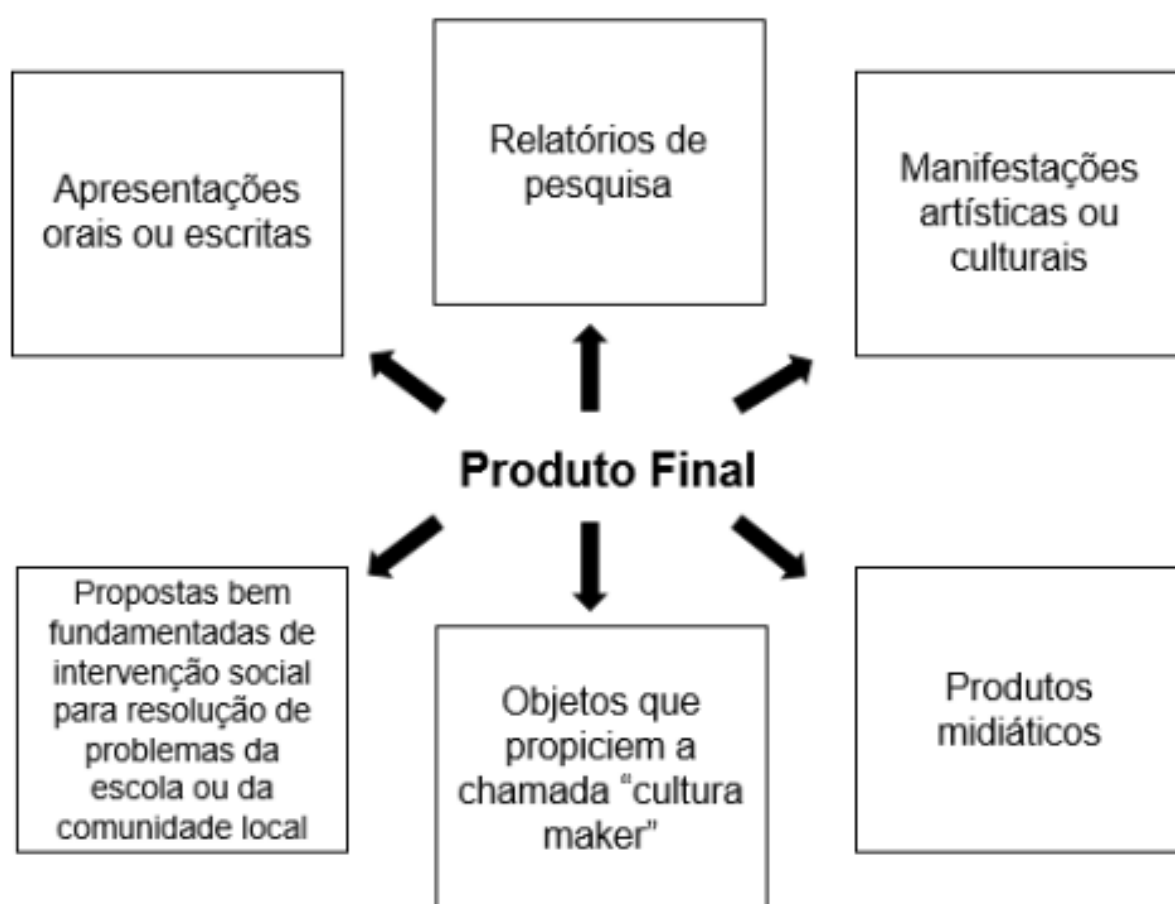 Apresentações
orais ou escritas
Relatórios de
pesquisa
Manifestações
artísticas ou
culturais
Produto Final
Propostas bem
fundamentadas de
intervenção social
para resolução de
problemas da
escola ou da
comunidade local
Objetos que
propiciem a
chamada “cultura
maker”
Produtos
midiáticos